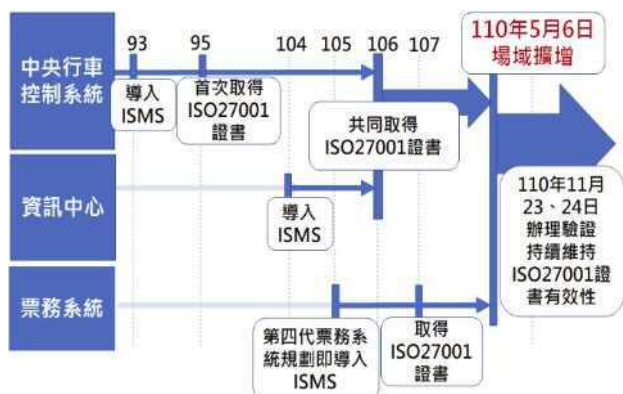 93
95
104
105
106
107
110年5月6日
場域擴增
中央行車
控制系統
導入
ISMS
首次取得
ISO27001
證書
共同取得
ISO27001證書
資訊中心
導入
ISMS
110年11月
23、24日
辦理驗證
持續維持
ISO27001證
書有效性
票務系統
第四代票務系
統規劃即導入
ISMS
取得
ISO27001
證書